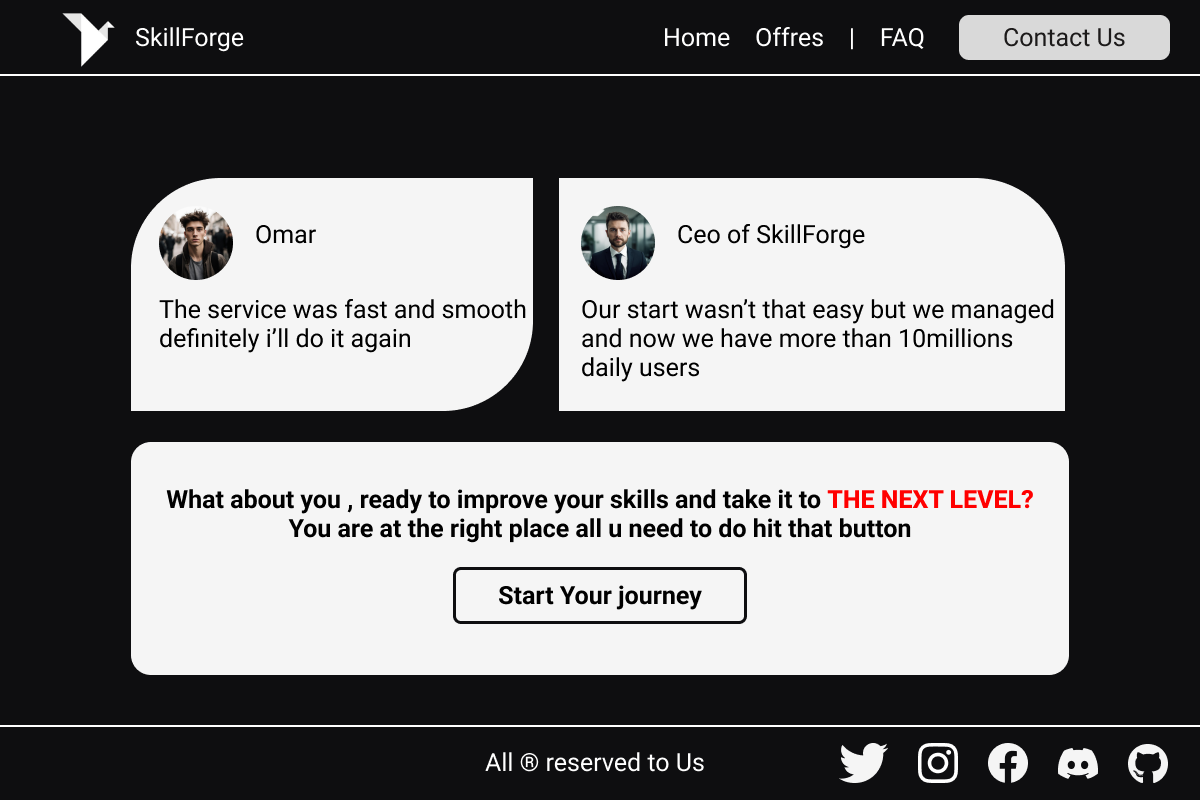 SkillForge
Home Offres | FAQ Contact Us
Omar
The service was fast and smooth
definitely i’ll do it again
Ceo of SkillForge
Our start wasn’t that easy but we managed
and now we have more than 10millions
daily users
What about you , ready to improve your skills and take it to THE NEXT LEVEL?
You are at the right place all u need to do hit that button
Start Your journey
All ® reserved to Us